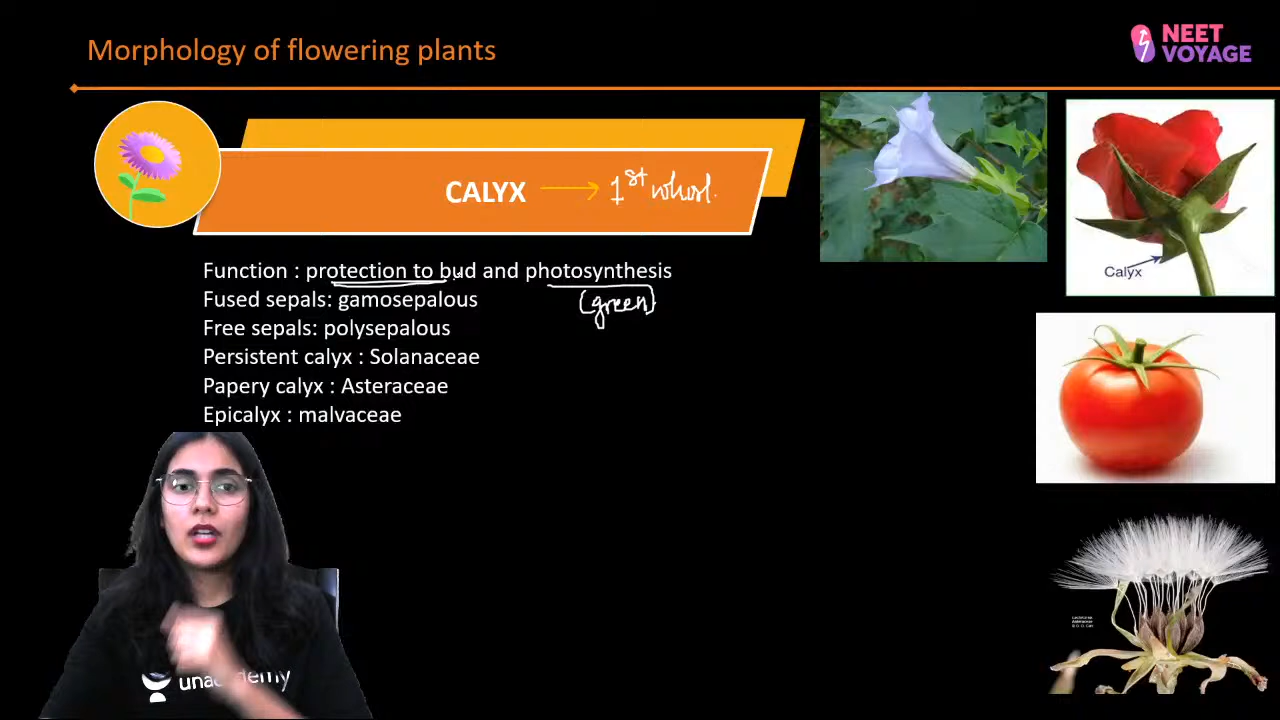 Morphology of flowering plants
NEET
VOYAGE
CALYX → 1st whorl.
Function : protection to bud and photosynthesis
(green)
Fused sepals: gamosepalous
Free sepals: polysepalous
Persistent calyx : Solanaceae
Papery calyx : Asteraceae
Epicalyx : malvaceae
Calyx
unacademy